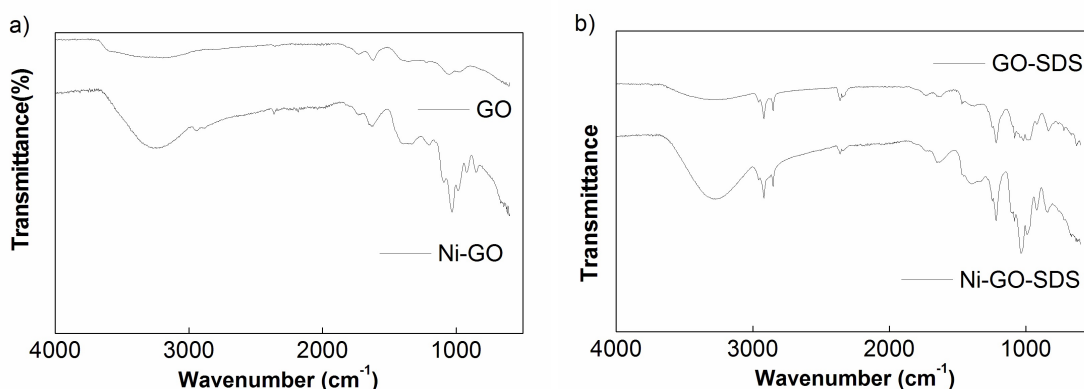 a)
Transmittance(%)
GO
Ni-GO
4000 3000 2000 1000
Wavenumber (cm⁻¹)
b)
Transmittance
GO-SDS
Ni-GO-SDS
4000 3000 2000 1000
Wavenumber (cm⁻¹)